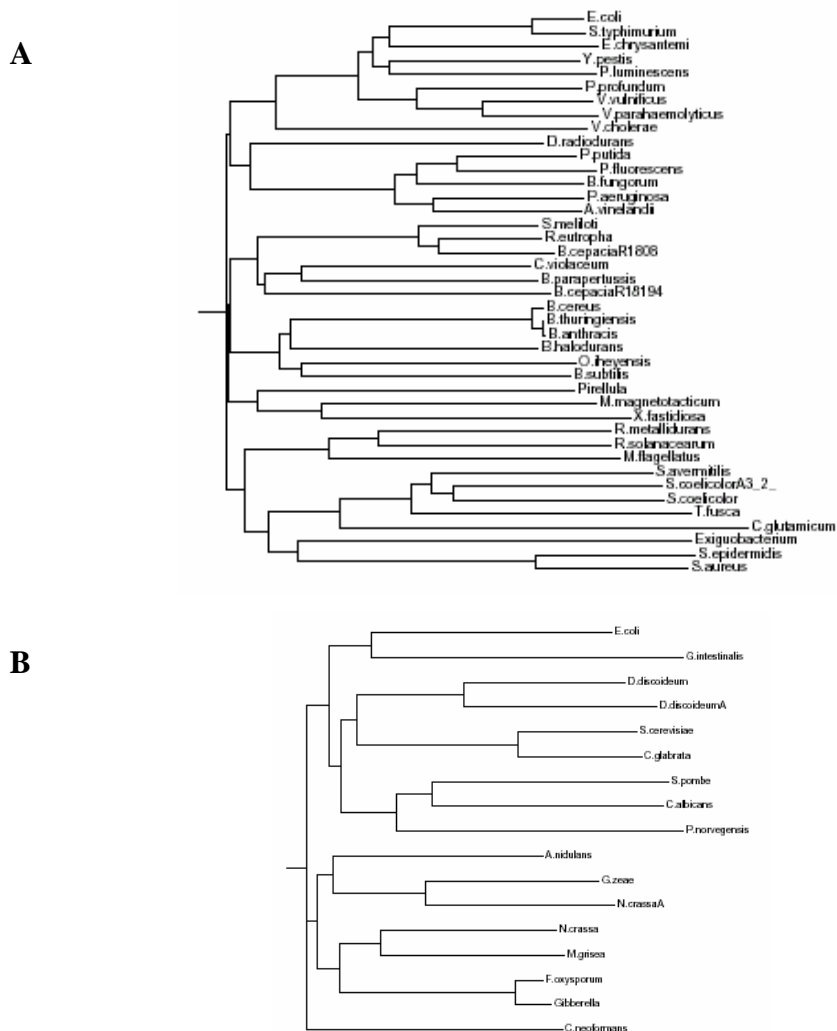 A
E.coli
S.typhimurium
E.chrysantemi
Y.pestis
P.luminescens
P.profundum
V.vulnificus
V.parahaemolyticus
V.cholerae
D.radiodurans
P.putida
P.fluorescens
B.fungorum
P.aeruginosa
A.vinelandii
S.meliloti
R.eutropha
B.cepaciaR1808
C.violaceum
B.parapertussis
B.cepaciaR18194
B.cereus
B.thuringiensis
B.anthracis
B.halodurans
O.iheyensis
B.subtilis
Pirellula
M.magnetotacticum
X.fastidiosa
R.metallidurans
R.solanacearum
M.flagellatus
S.avermitilis
S.coelicolorA3_2_
S.coelicolor
T.fusca
C.glutamicum
Exiguobacterium
S.epidermidis
S.aureus
B
E.coli
G.intestinalis
D.discoideum
D.discoideumA
S.cerevisiae
C.glabrata
S.pombe
C.albicans
P.norvegensis
A.nidulans
G.zeae
N.crassaA
N.crassa
M.grisea
F.oxysporum
Gibberella
C.neoformans